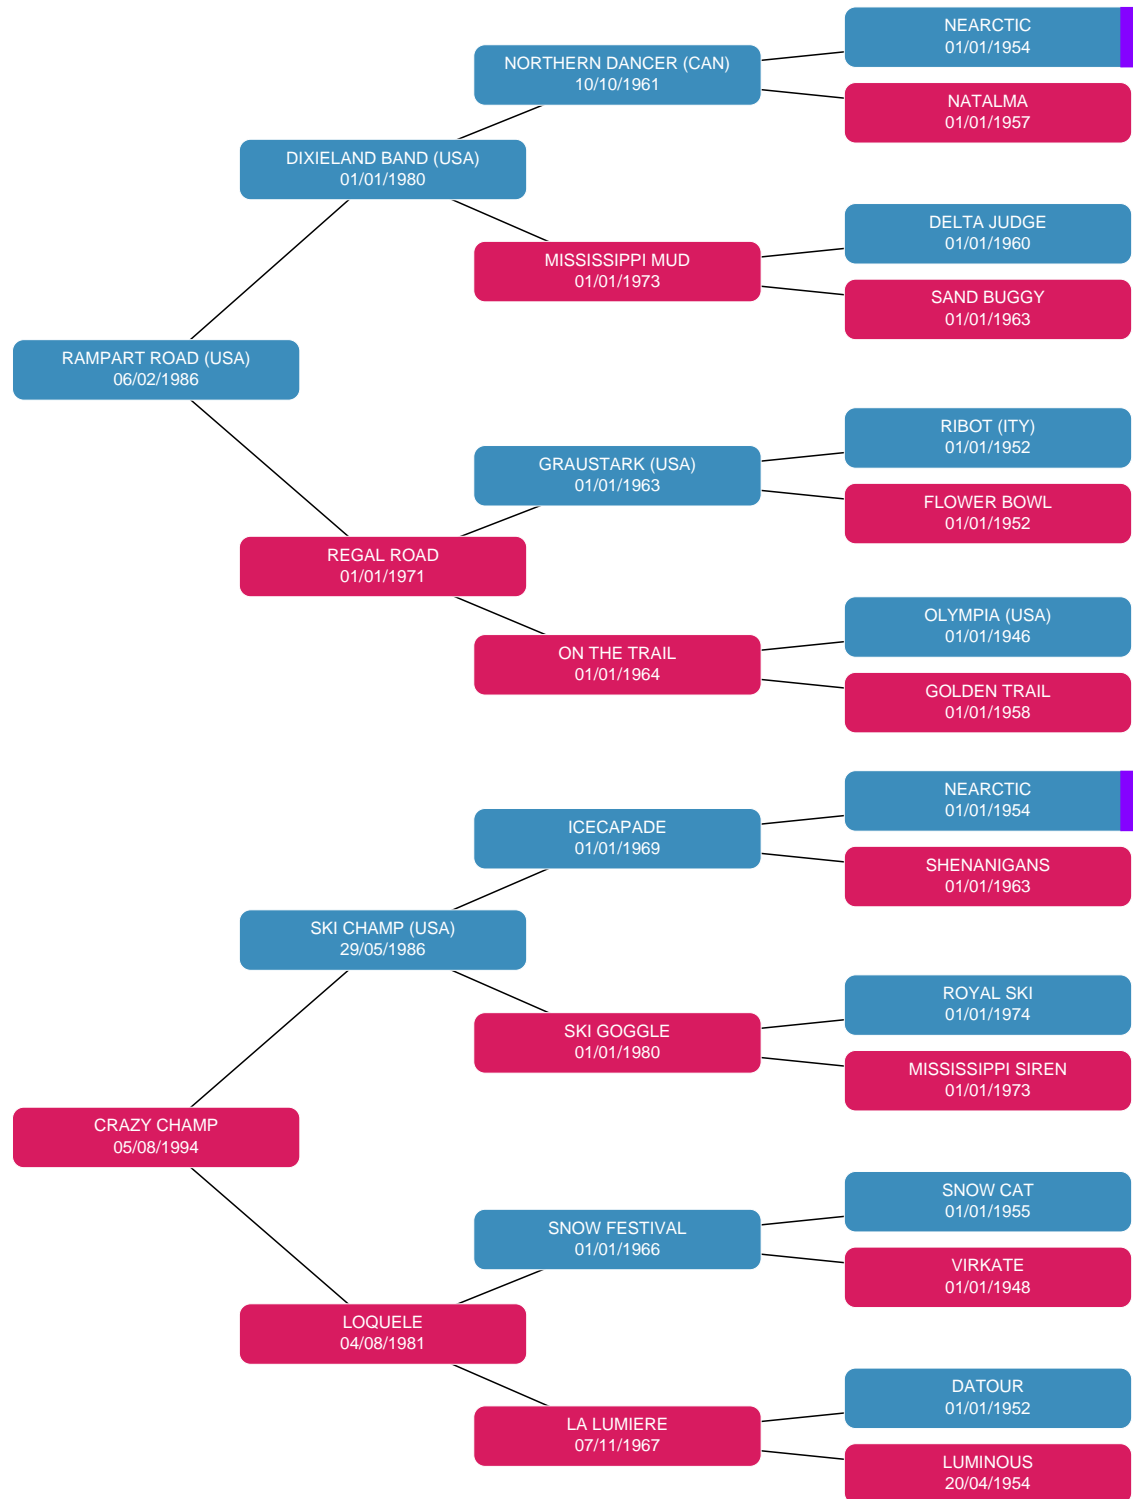 NEARCTIC
01/01/1954
NORTHERN DANCER (CAN)
10/10/1961
NATALMA
01/01/1957
DIXIELAND BAND (USA)
01/01/1980
DELTA JUDGE
01/01/1960
MISSISSIPPI MUD
01/01/1973
SAND BUGGY
01/01/1963
RAMPART ROAD (USA)
06/02/1986
RIBOT (ITY)
01/01/1952
GRAUSTARK (USA)
01/01/1963
FLOWER BOWL
01/01/1952
REGAL ROAD
01/01/1971
OLYMPIA (USA)
01/01/1946
ON THE TRAIL
01/01/1964
GOLDEN TRAIL
01/01/1958
NEARCTIC
01/01/1954
ICECAPADE
01/01/1969
SHENANIGANS
01/01/1963
SKI CHAMP (USA)
29/05/1986
ROYAL SKI
01/01/1974
SKI GOGGLE
01/01/1980
MISSISSIPPI SIREN
01/01/1973
CRAZY CHAMP
05/08/1994
SNOW CAT
01/01/1955
SNOW FESTIVAL
01/01/1966
VIRKATE
01/01/1948
LOQUELE
04/08/1981
DATOUR
01/01/1952
LA LUMIERE
07/11/1967
LUMINOUS
20/04/1954